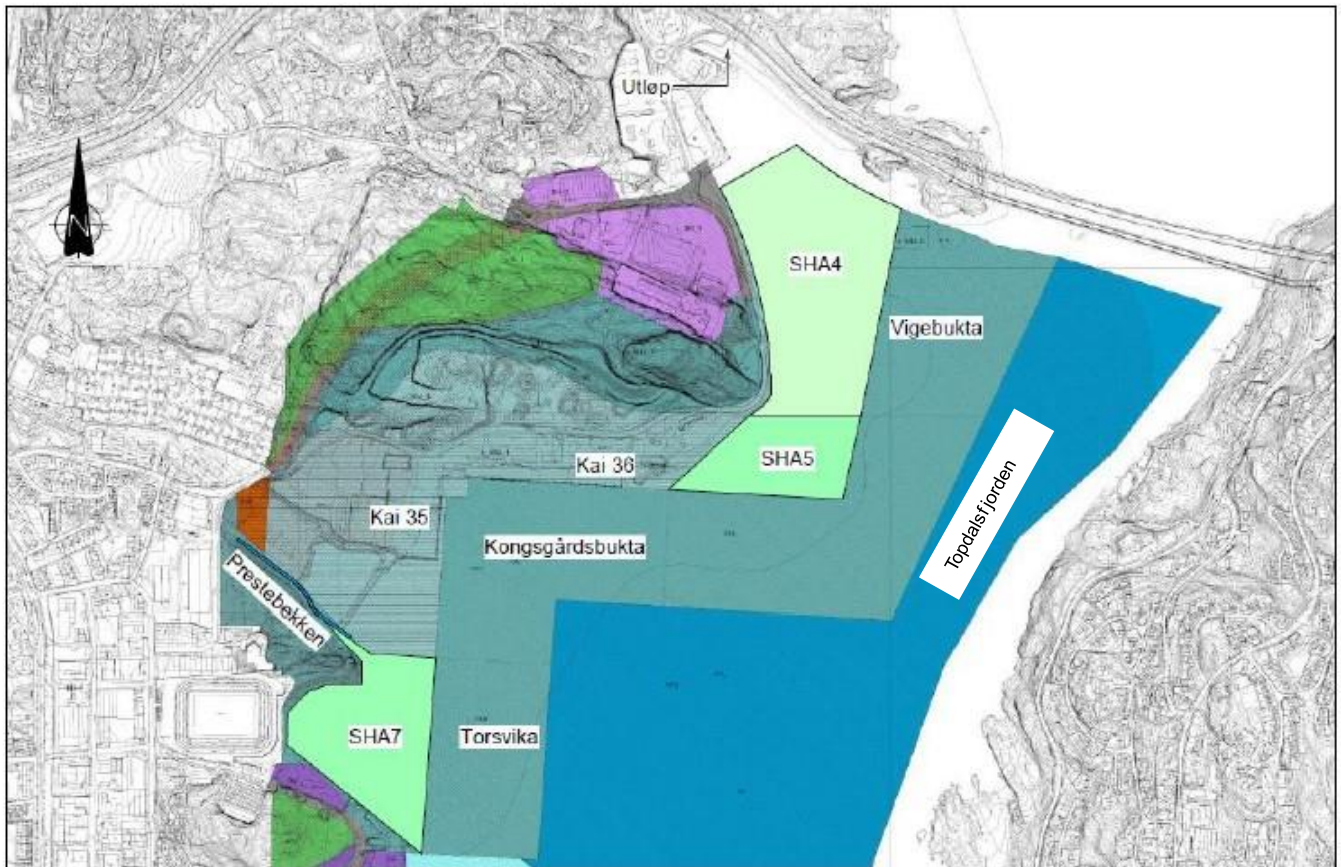 Utløp
N
SHA4
Vigebukta
SHA5
Kai 36
Kai 35
Topdalsfjorden
Kongsgårdsbukta
Prestebekken
SHA7
Torsvika